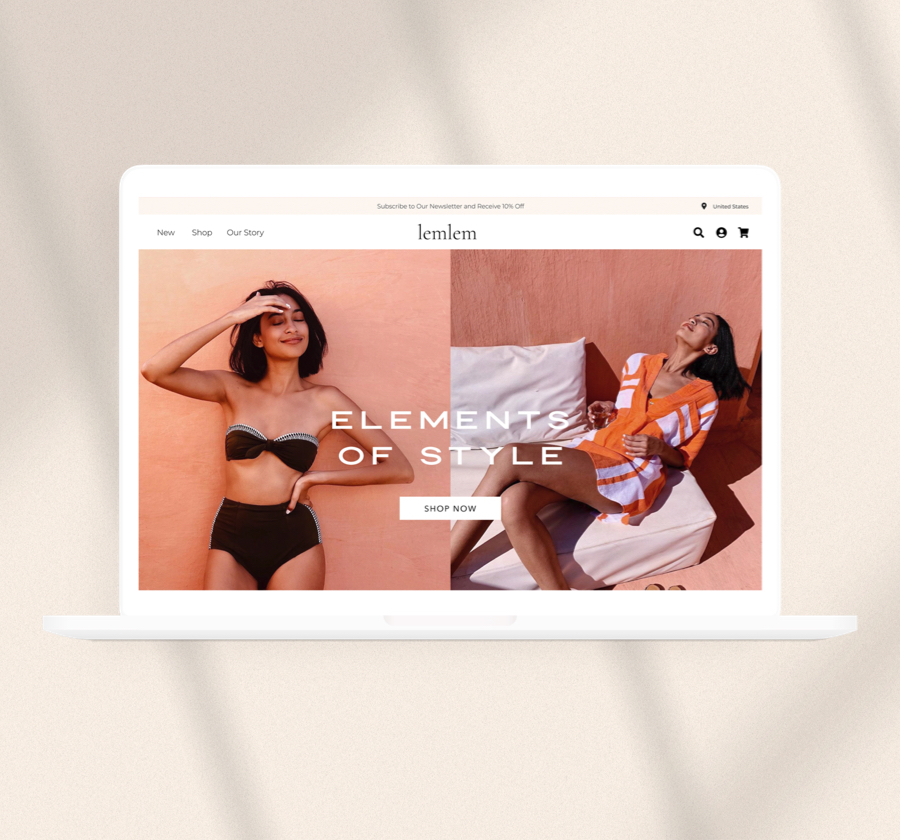 Subscribe to Our Newsletter and Receive 10% Off
United States
New
Shop
Our Story
lemlem
ELEMENTS
OF STYLE
SHOP NOW